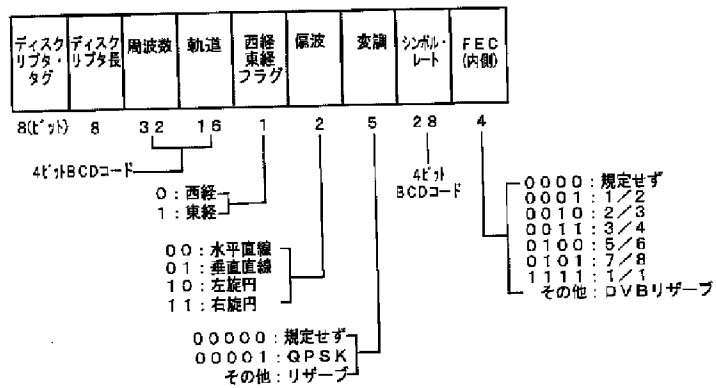 ディスク
リプタ・
タグ
ディスク
リプタ長
周波数
軌道
西経
東経
フラグ
偏波
変調
シンボル・
レート
FEC
(内側)
8(ビット)
8
32
16
1
2
5
28
4
4ビットBCDコード
4ビット
BCDコード
0:西経
1:東経
00:水平直線
01:垂直直線
10:左旋円
11:右旋円
00000:規定せず
00001:QPSK
その他:リザーブ
0000:規定せず
0001:1/2
0010:2/3
0011:3/4
0100:5/6
0101:7/8
1111:1/1
その他:DVBリザーブ